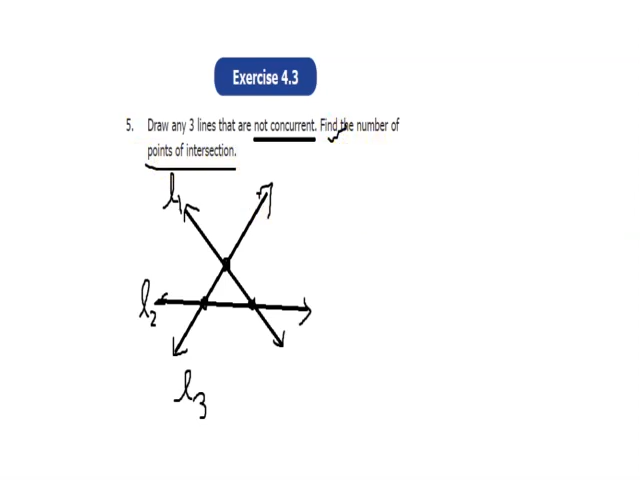 Exercise 4.3
5. Draw any 3 lines that are not concurrent. Find the number of
points of intersection.
l1
l2
l3